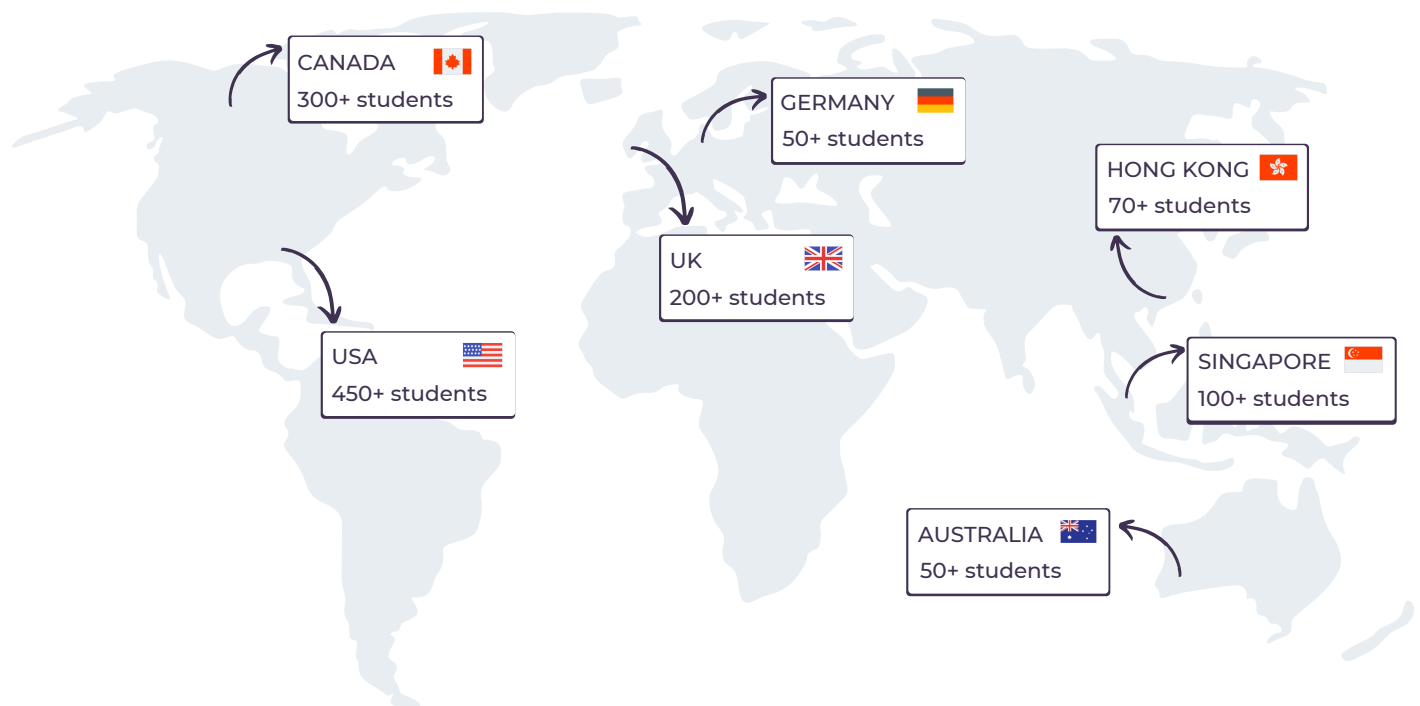 CANADA
300+ students
GERMANY
50+ students
HONG KONG
70+ students
UK
200+ students
USA
450+ students
SINGAPORE
100+ students
AUSTRALIA
50+ students